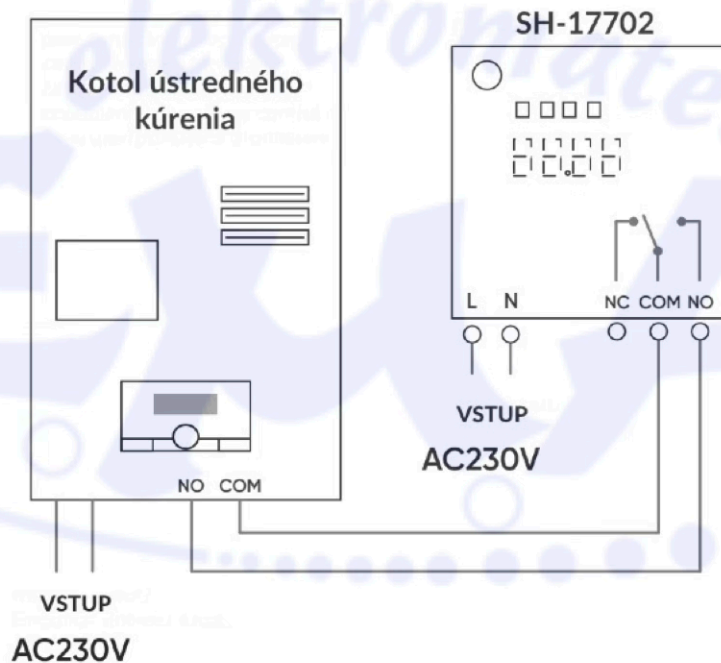 SH-17702
Kotol ústredného
kúrenia
L N
NC COM NO
VSTUP
AC230V
NO COM
VSTUP
AC230V